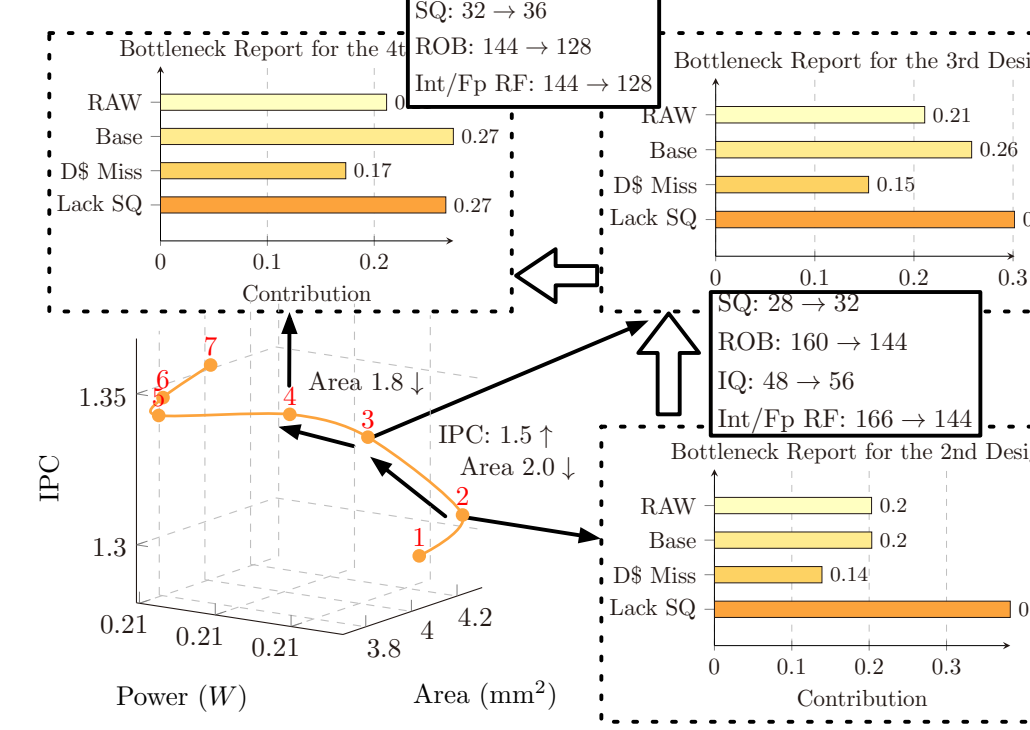 SQ: 32 → 36
ROB: 144 → 128
Int/Fp RF: 144 → 128
Bottleneck Report for the
RAW
Base 0.27
D$ Miss 0.17
Lack SQ 0.27
0 0.1 0.2
Contribution
Bottleneck Report for the 3rd
RAW 0.21
Base 0.26
D$ Miss 0.15
Lack SQ
0 0.1 0.2 0.3
SQ: 28 → 32
ROB: 160 → 144
IQ: 48 → 56
Int/Fp RF: 166 → 144
Bottleneck Report for the 2nd
RAW 0.2
Base 0.2
D$ Miss 0.14
Lack SQ
0 0.1 0.2 0.3
Contribution
7
6
5
4
3
2
1
Area 1.8 ↓
IPC: 1.5 ↑
Area 2.0 ↓
1.35
1.3
IPC
0.21 0.21 0.21
3.8 4 4.2
Power (W)
Area (mm²)